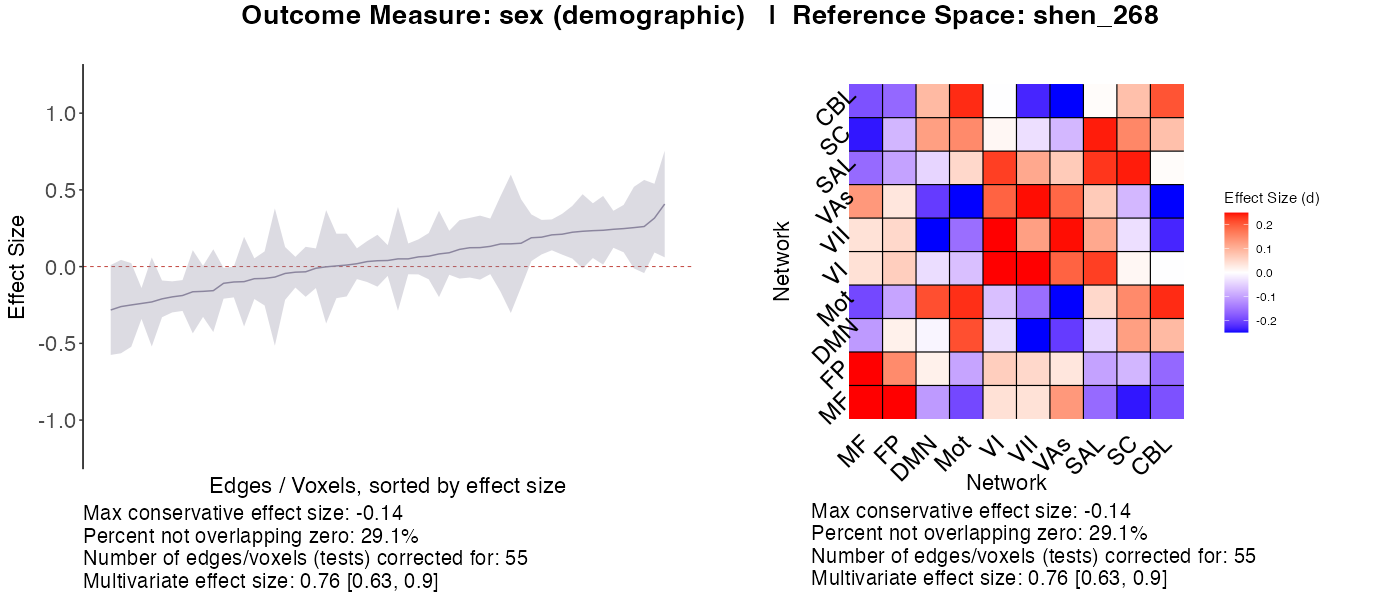 Outcome Measure: sex (demographic) | Reference Space: shen_268
1.0
0.5
0.0
-0.5
-1.0
Effect Size
Edges / Voxels, sorted by effect size
Max conservative effect size: -0.14
Percent not overlapping zero: 29.1%
Number of edges/voxels (tests) corrected for: 55
Multivariate effect size: 0.76 [0.63, 0.9]
Network
CBL
SC
SAL
VAs
VII
VI
Mot
DMN
FP
MF
MF
FP
DMN
Mot
VI
VII
VAs
SAL
SC
CBL
Network
Effect Size (d)
0.2
0.1
0.0
-0.1
-0.2
Max conservative effect size: -0.14
Percent not overlapping zero: 29.1%
Number of edges/voxels (tests) corrected for: 55
Multivariate effect size: 0.76 [0.63, 0.9]